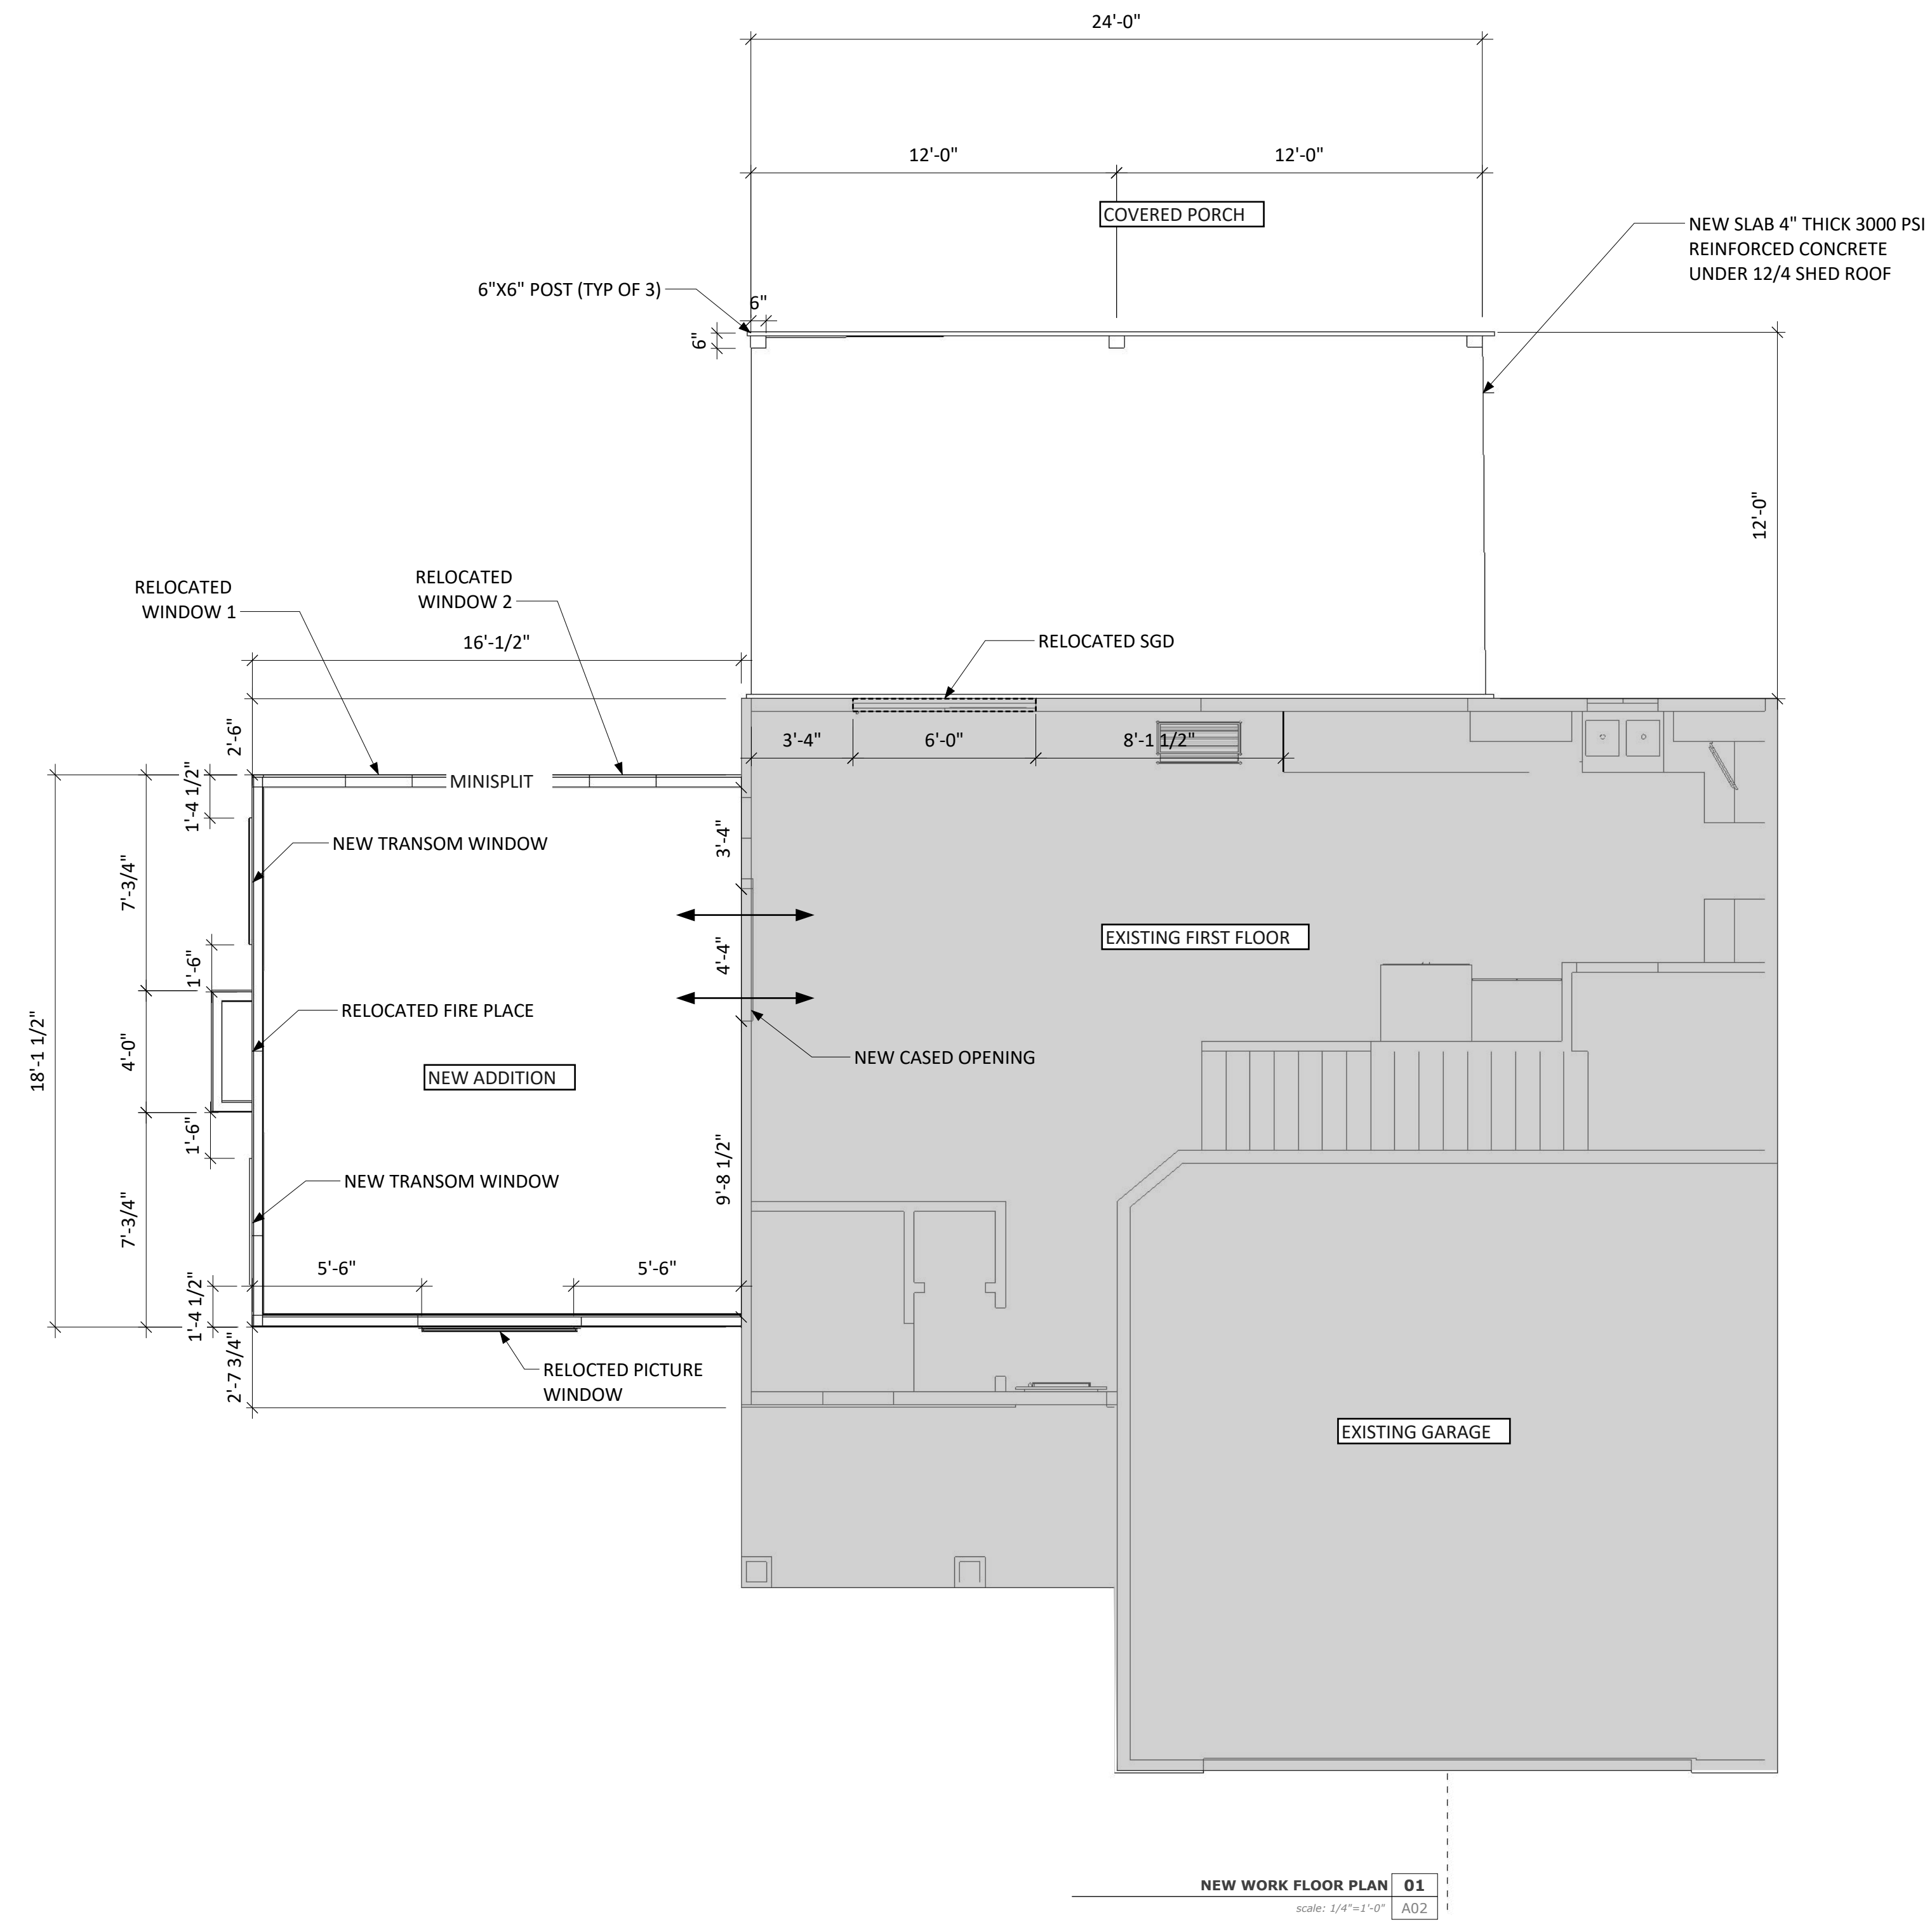 24'-0"
12'-0"
12'-0"
COVERED PORCH
NEW SLAB 4" THICK 3000 PSI
REINFORCED CONCRETE
UNDER 12/4 SHED ROOF
6"X6" POST (TYP OF 3)
6"
6"
12'-0"
RELOCATED
WINDOW 1
RELOCATED
WINDOW 2
16'-1/2"
RELOCATED SGD
2'-6"
3'-4"
6'-0"
8'-1 1/2"
MINISPLIT
1'-4 1/2"
NEW TRANSOM WINDOW
3'-4"
7'-3/4"
EXISTING FIRST FLOOR
4'-4"
1'-6"
RELOCATED FIRE PLACE
18'-1 1/2"
4'-0"
NEW CASED OPENING
NEW ADDITION
1'-6"
9'-8 1/2"
NEW TRANSOM WINDOW
7'-3/4"
5'-6"
5'-6"
1'-4 1/2"
2'-7 3/4"
RELOCTED PICTURE
WINDOW
EXISTING GARAGE
NEW WORK FLOOR PLAN 01
scale: 1/4"=1'-0" A02